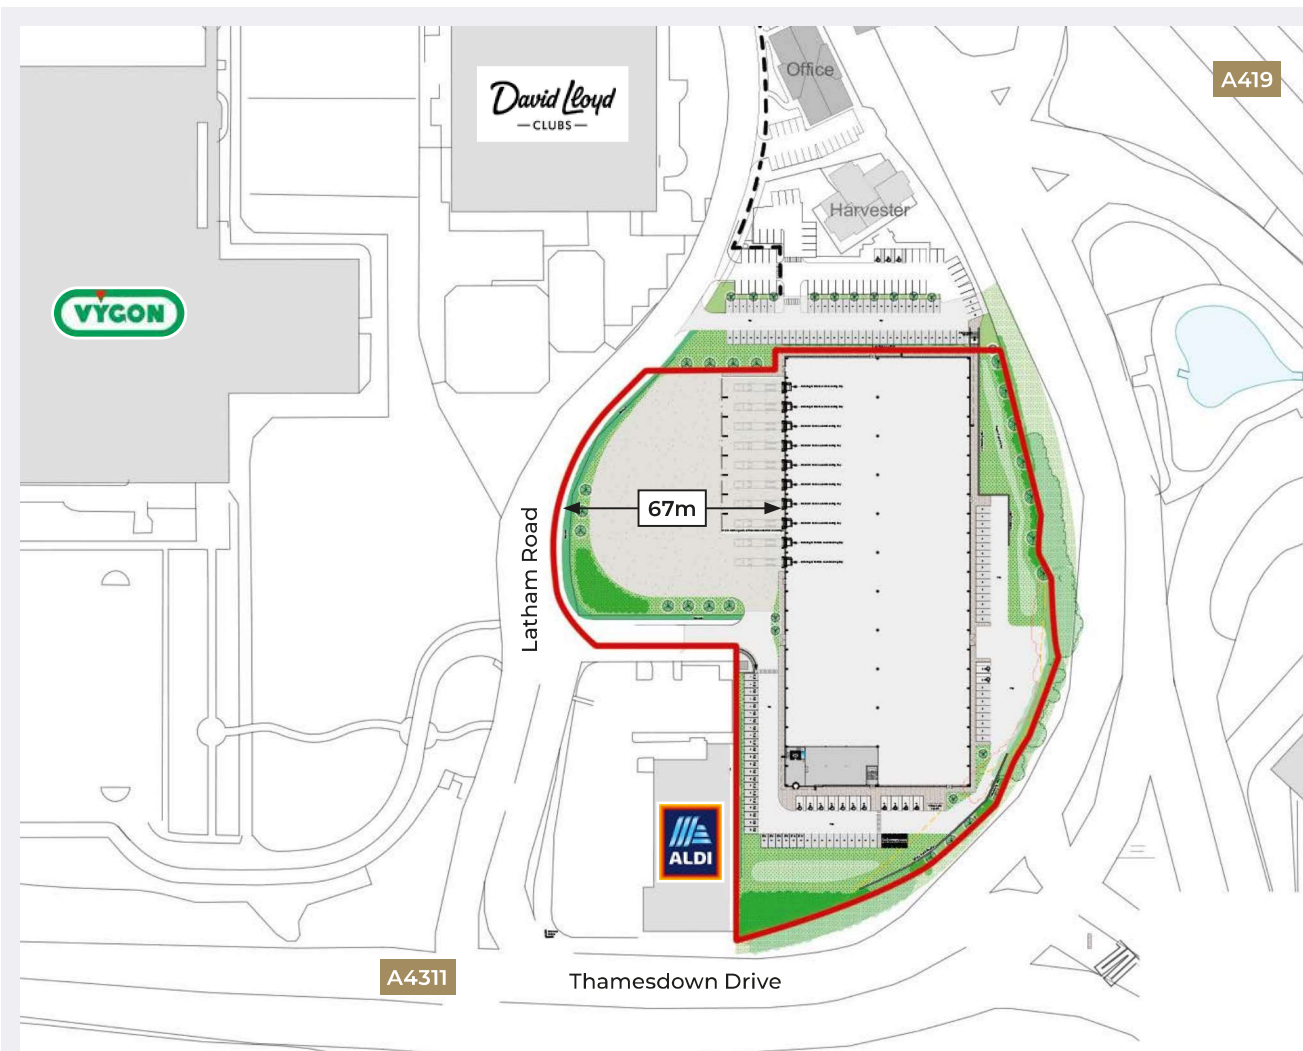 Office
A419
David Lloyd
CLUBS
Harvester
VYGON
67m
Latham Road
ALDI
A4311
Thamesdown Drive